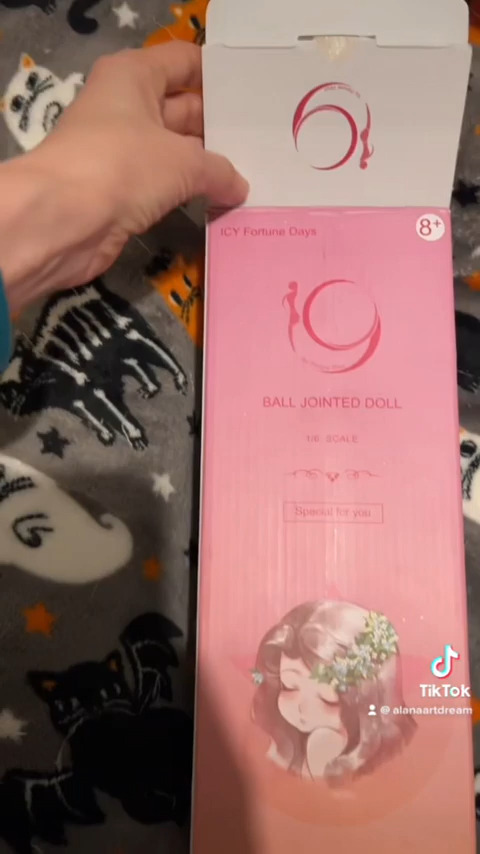 ICY Fortune Days
8+
BALL JOINTED DOLL
1/6 SCALE
Special for you
TikTok
@alanaartdream